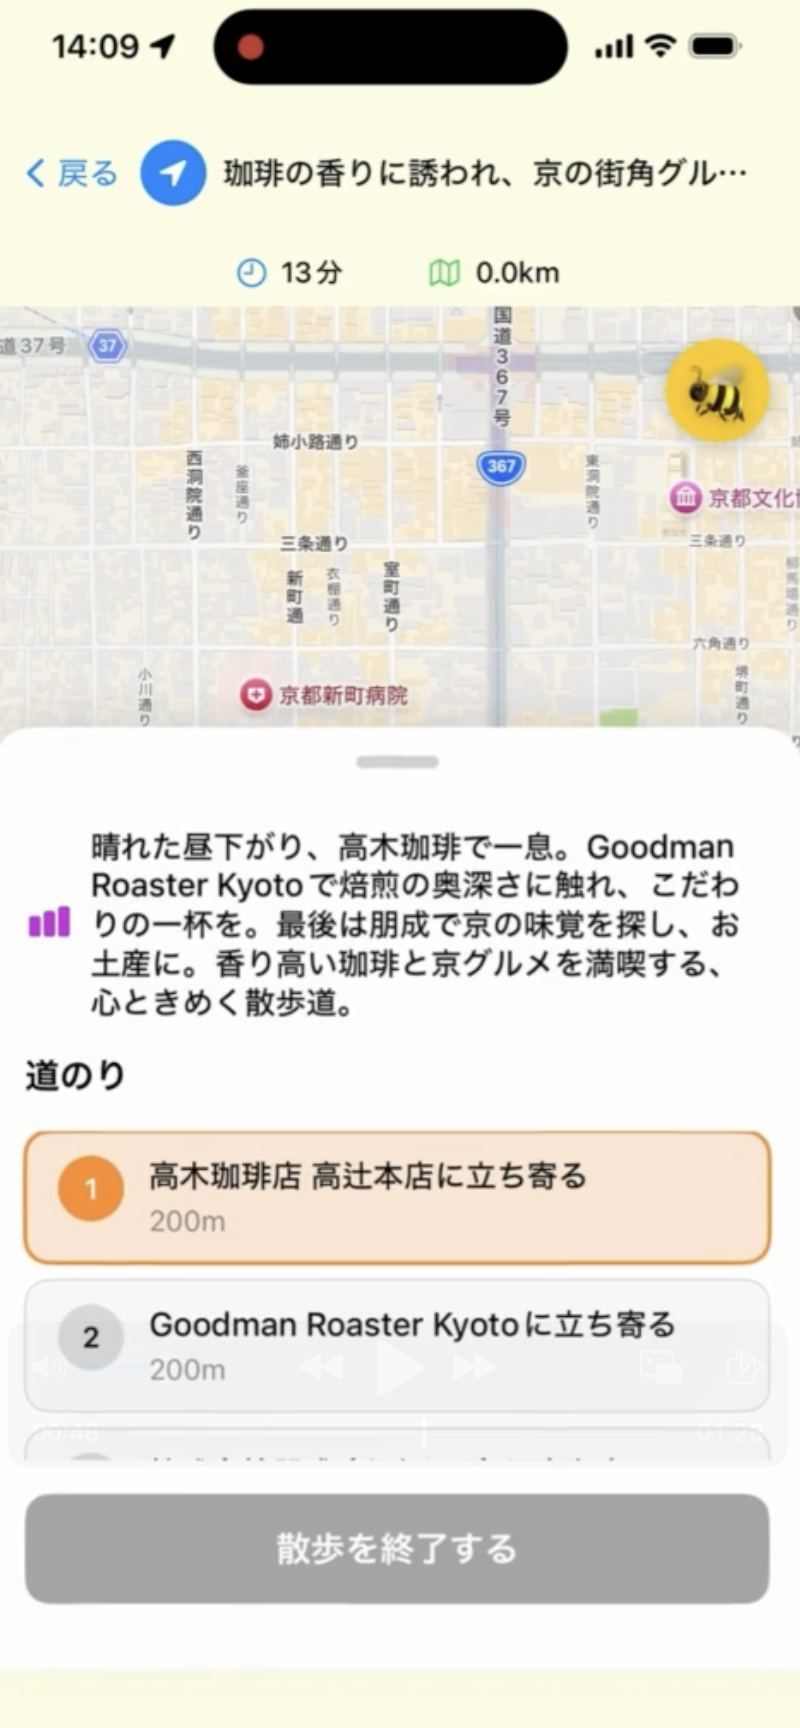 14:09
戻る
珈琲の香りに誘われ、京の街角グル…
13分
0.0km
道37号
37
国道367号
姉小路通り
367
西洞院通り
釜座通り
東洞院通り
京都文化
三条通り
三条通り
新町通
衣棚通り
室町通り
柳馬場通り
六角通り
小川通り
堺町通り
京都新町病院
晴れた昼下がり、高木珈琲で一息。Goodman
Roaster Kyotoで焙煎の奥深さに触れ、こだわ
りの一杯を。最後は朋成で京の味覚を探し、お
土産に。香り高い珈琲と京グルメを満喫する、
心ときめく散歩道。
道のり
1
高木珈琲店 高辻本店に立ち寄る
200m
2
Goodman Roaster Kyotoに立ち寄る
200m
00:48
01:22
散歩を終了する